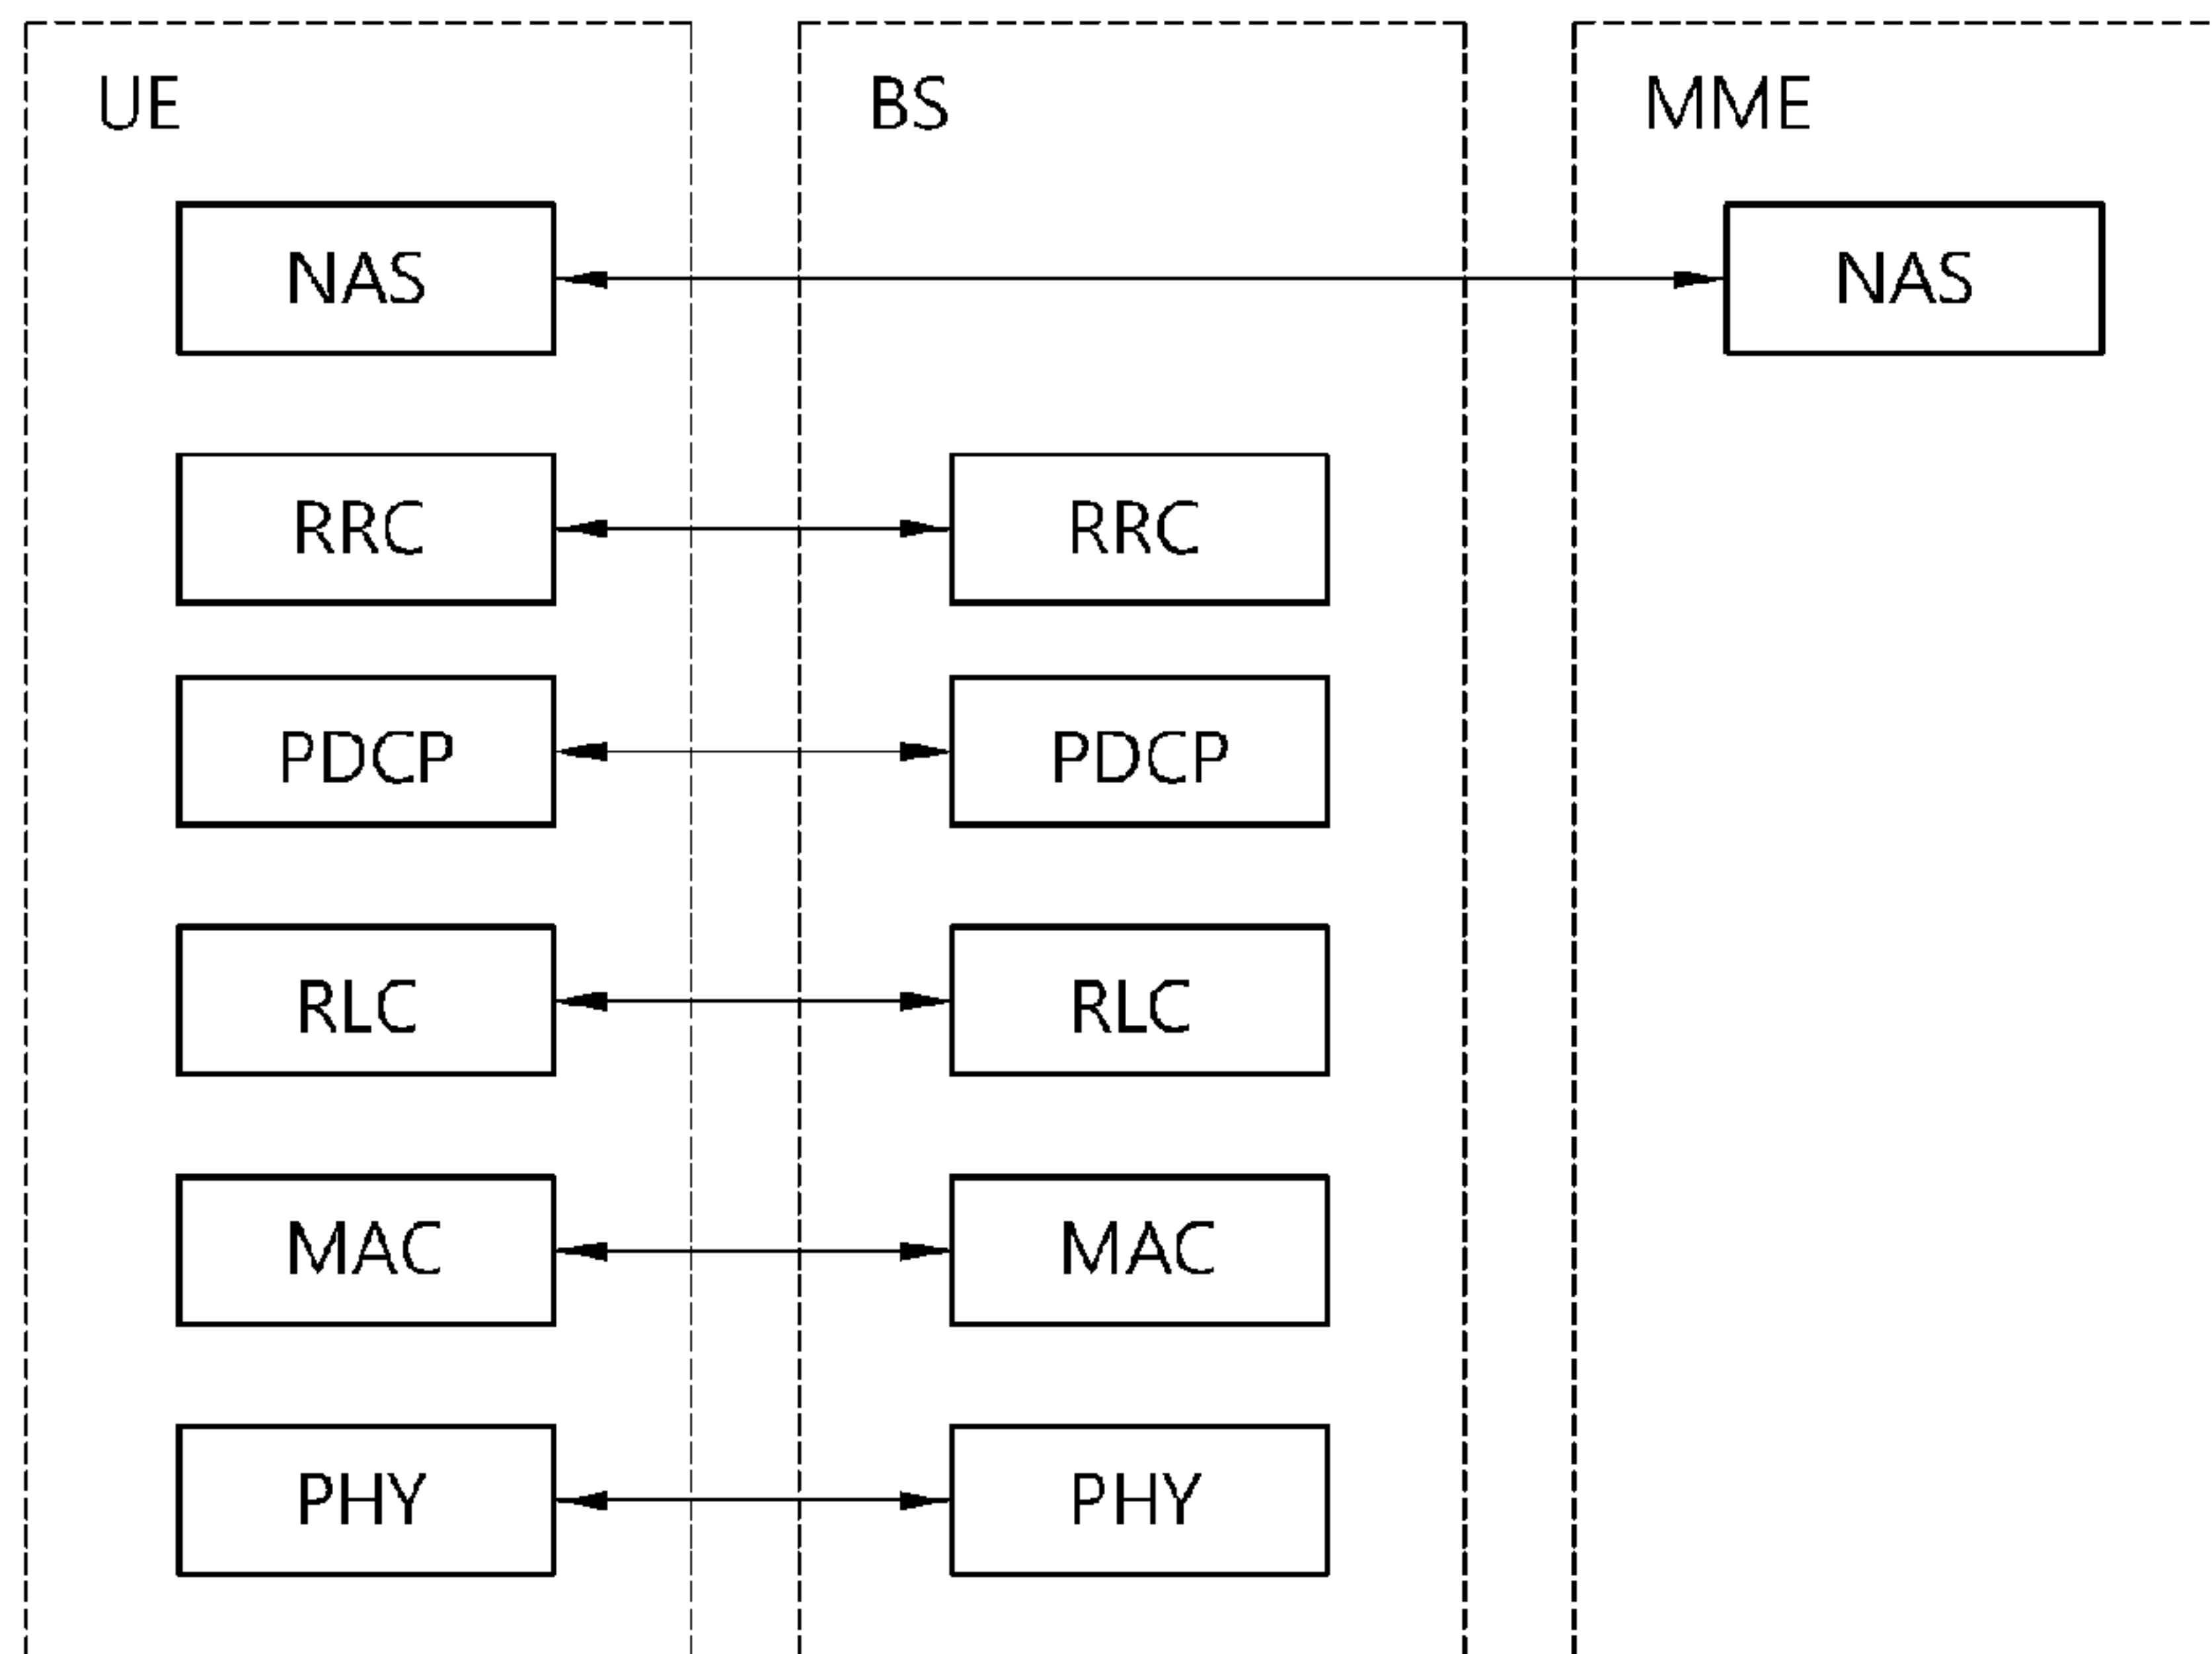 UE BS MME
NAS NAS
RRC RRC
PDCP PDCP
RLC RLC
MAC MAC
PHY PHY